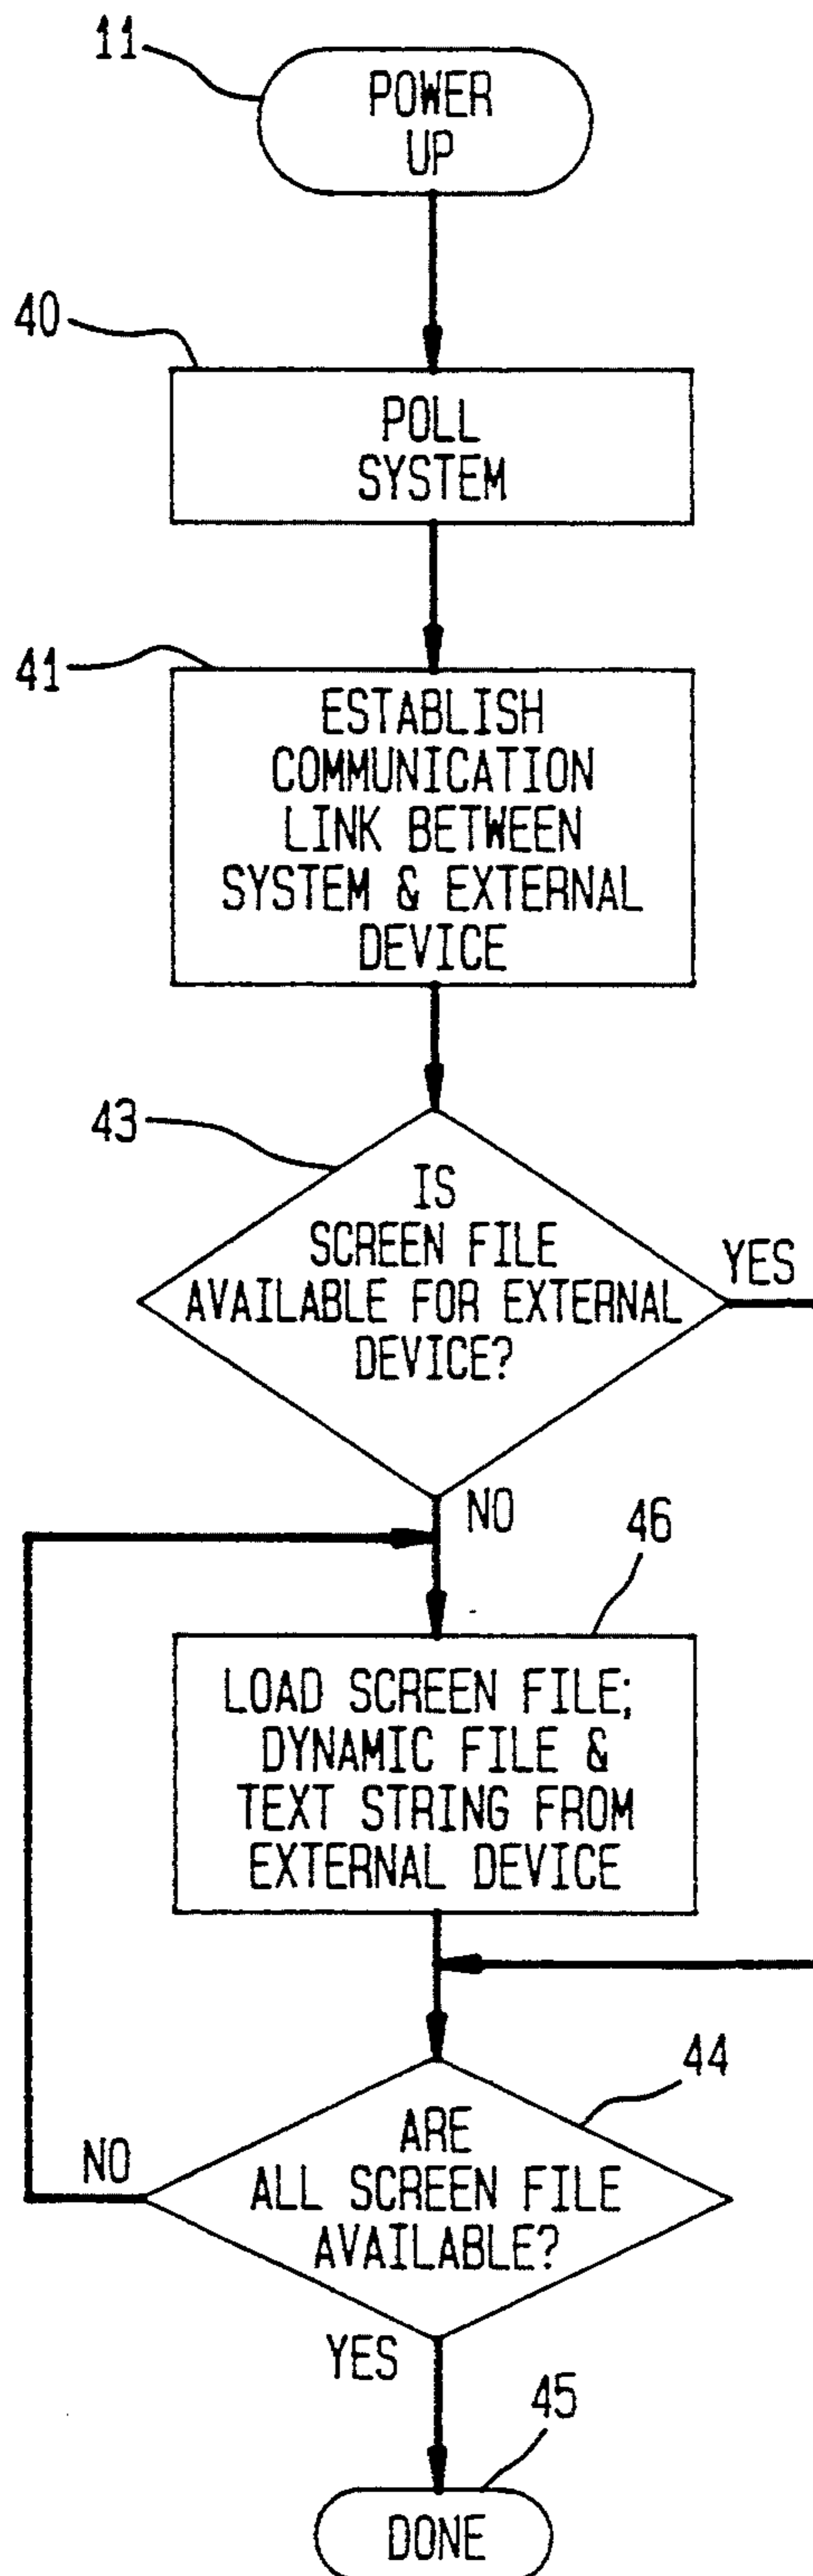 11
POWER
UP
40
POLL
SYSTEM
41
ESTABLISH
COMMUNICATION
LINK BETWEEN
SYSTEM & EXTERNAL
DEVICE
43
IS
SCREEN FILE
AVAILABLE FOR EXTERNAL
DEVICE?
YES
NO
46
LOAD SCREEN FILE;
DYNAMIC FILE &
TEXT STRING FROM
EXTERNAL DEVICE
44
ARE
ALL SCREEN FILE
AVAILABLE?
NO
YES
45
DONE